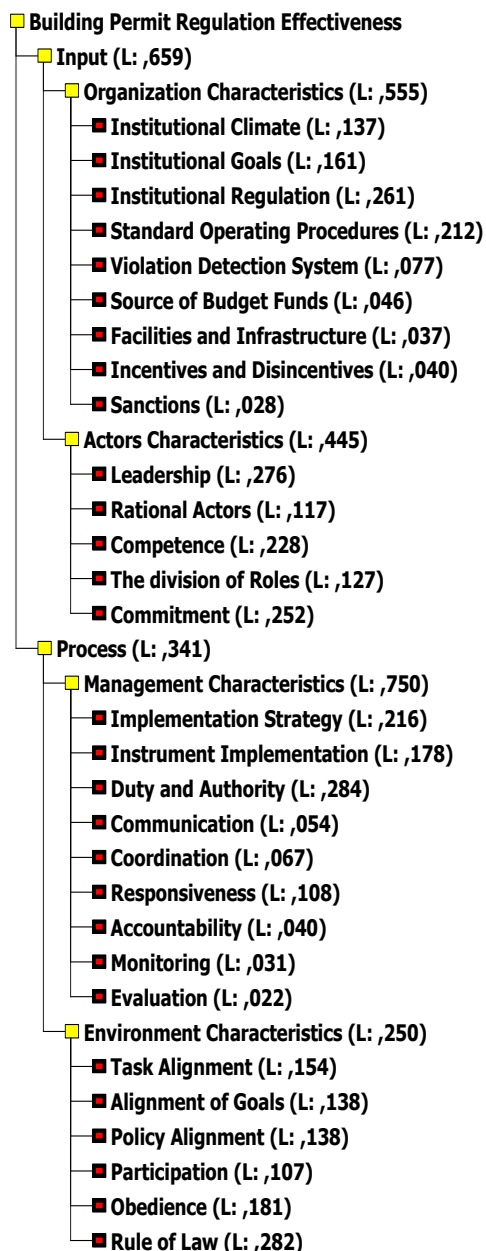 Building Permit Regulation Effectiveness
Input (L: ,659)
Organization Characteristics (L: ,555)
Institutional Climate (L: ,137)
Institutional Goals (L: ,161)
Institutional Regulation (L: ,261)
Standard Operating Procedures (L: ,212)
Violation Detection System (L: ,077)
Source of Budget Funds (L: ,046)
Facilities and Infrastructure (L: ,037)
Incentives and Disincentives (L: ,040)
Sanctions (L: ,028)
Actors Characteristics (L: ,445)
Leadership (L: ,276)
Rational Actors (L: ,117)
Competence (L: ,228)
The division of Roles (L: ,127)
Commitment (L: ,252)
Process (L: ,341)
Management Characteristics (L: ,750)
Implementation Strategy (L: ,216)
Instrument Implementation (L: ,178)
Duty and Authority (L: ,284)
Communication (L: ,054)
Coordination (L: ,067)
Responsiveness (L: ,108)
Accountability (L: ,040)
Monitoring (L: ,031)
Evaluation (L: ,022)
Environment Characteristics (L: ,250)
Task Alignment (L: ,154)
Alignment of Goals (L: ,138)
Policy Alignment (L: ,138)
Participation (L: ,107)
Obedience (L: ,181)
Rule of Law (L: ,282)